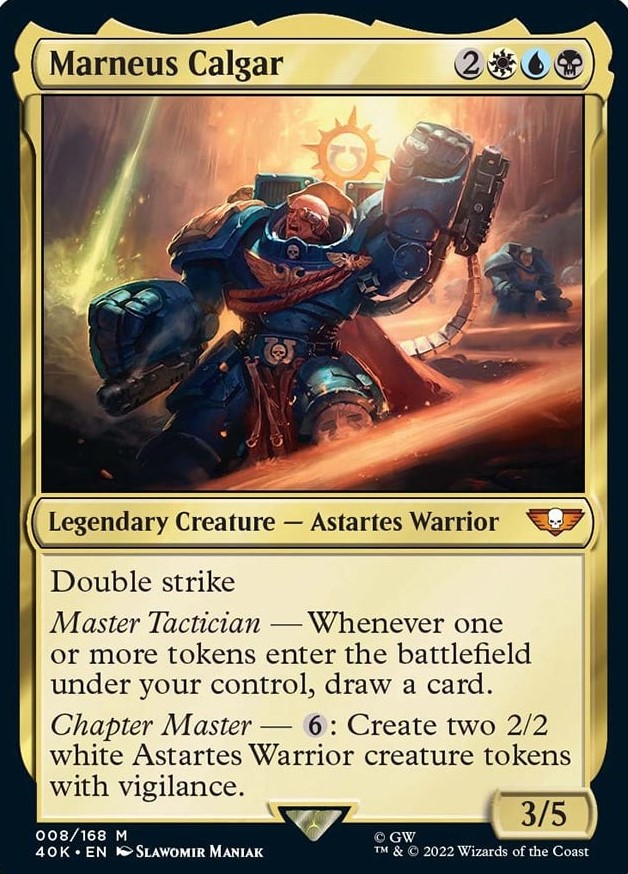 Marneus Calgar 2
Legendary Creature — Astartes Warrior
Double strike
Master Tactician — Whenever one
or more tokens enter the battlefield
under your control, draw a card.
Chapter Master — 6: Create two 2/2
white Astartes Warrior creature tokens
with vigilance.
3/5
008/168 M
40K • EN SLAWOMIR MANIAK
© GW
™ & © 2022 Wizards of the Coast